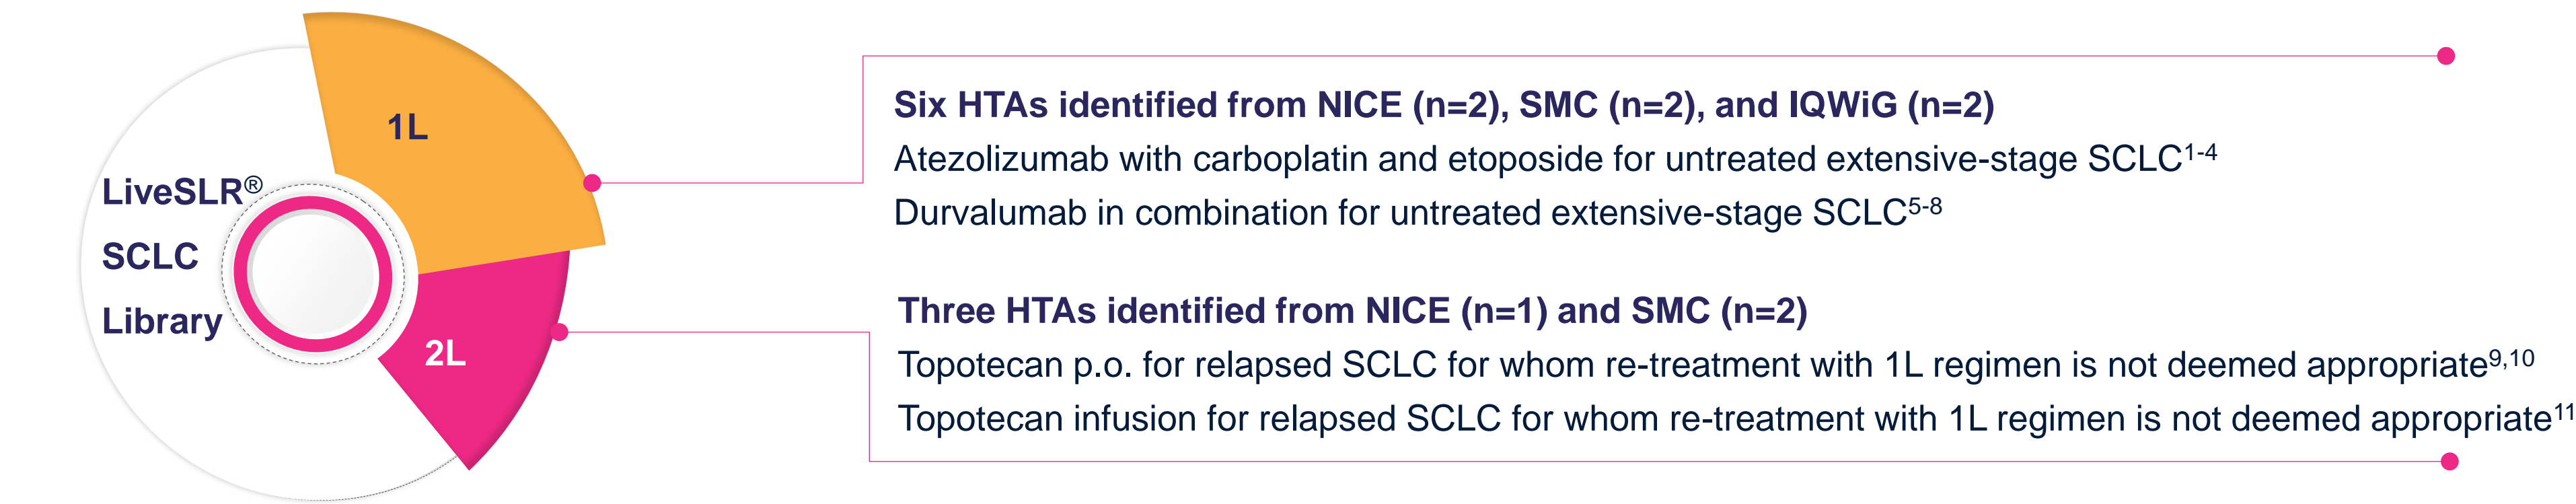 LiveSLR®
SCLC
Library
1L
2L
Six HTAs identified from NICE (n=2), SMC (n=2), and IQWiG (n=2)
Atezolizumab with carboplatin and etoposide for untreated extensive-stage SCLC1-4
Durvalumab in combination for untreated extensive-stage SCLC5-8
Three HTAs identified from NICE (n=1) and SMC (n=2)
Topotecan p.o. for relapsed SCLC for whom re-treatment with 1L regimen is not deemed appropriate9,10
Topotecan infusion for relapsed SCLC for whom re-treatment with 1L regimen is not deemed appropriate11